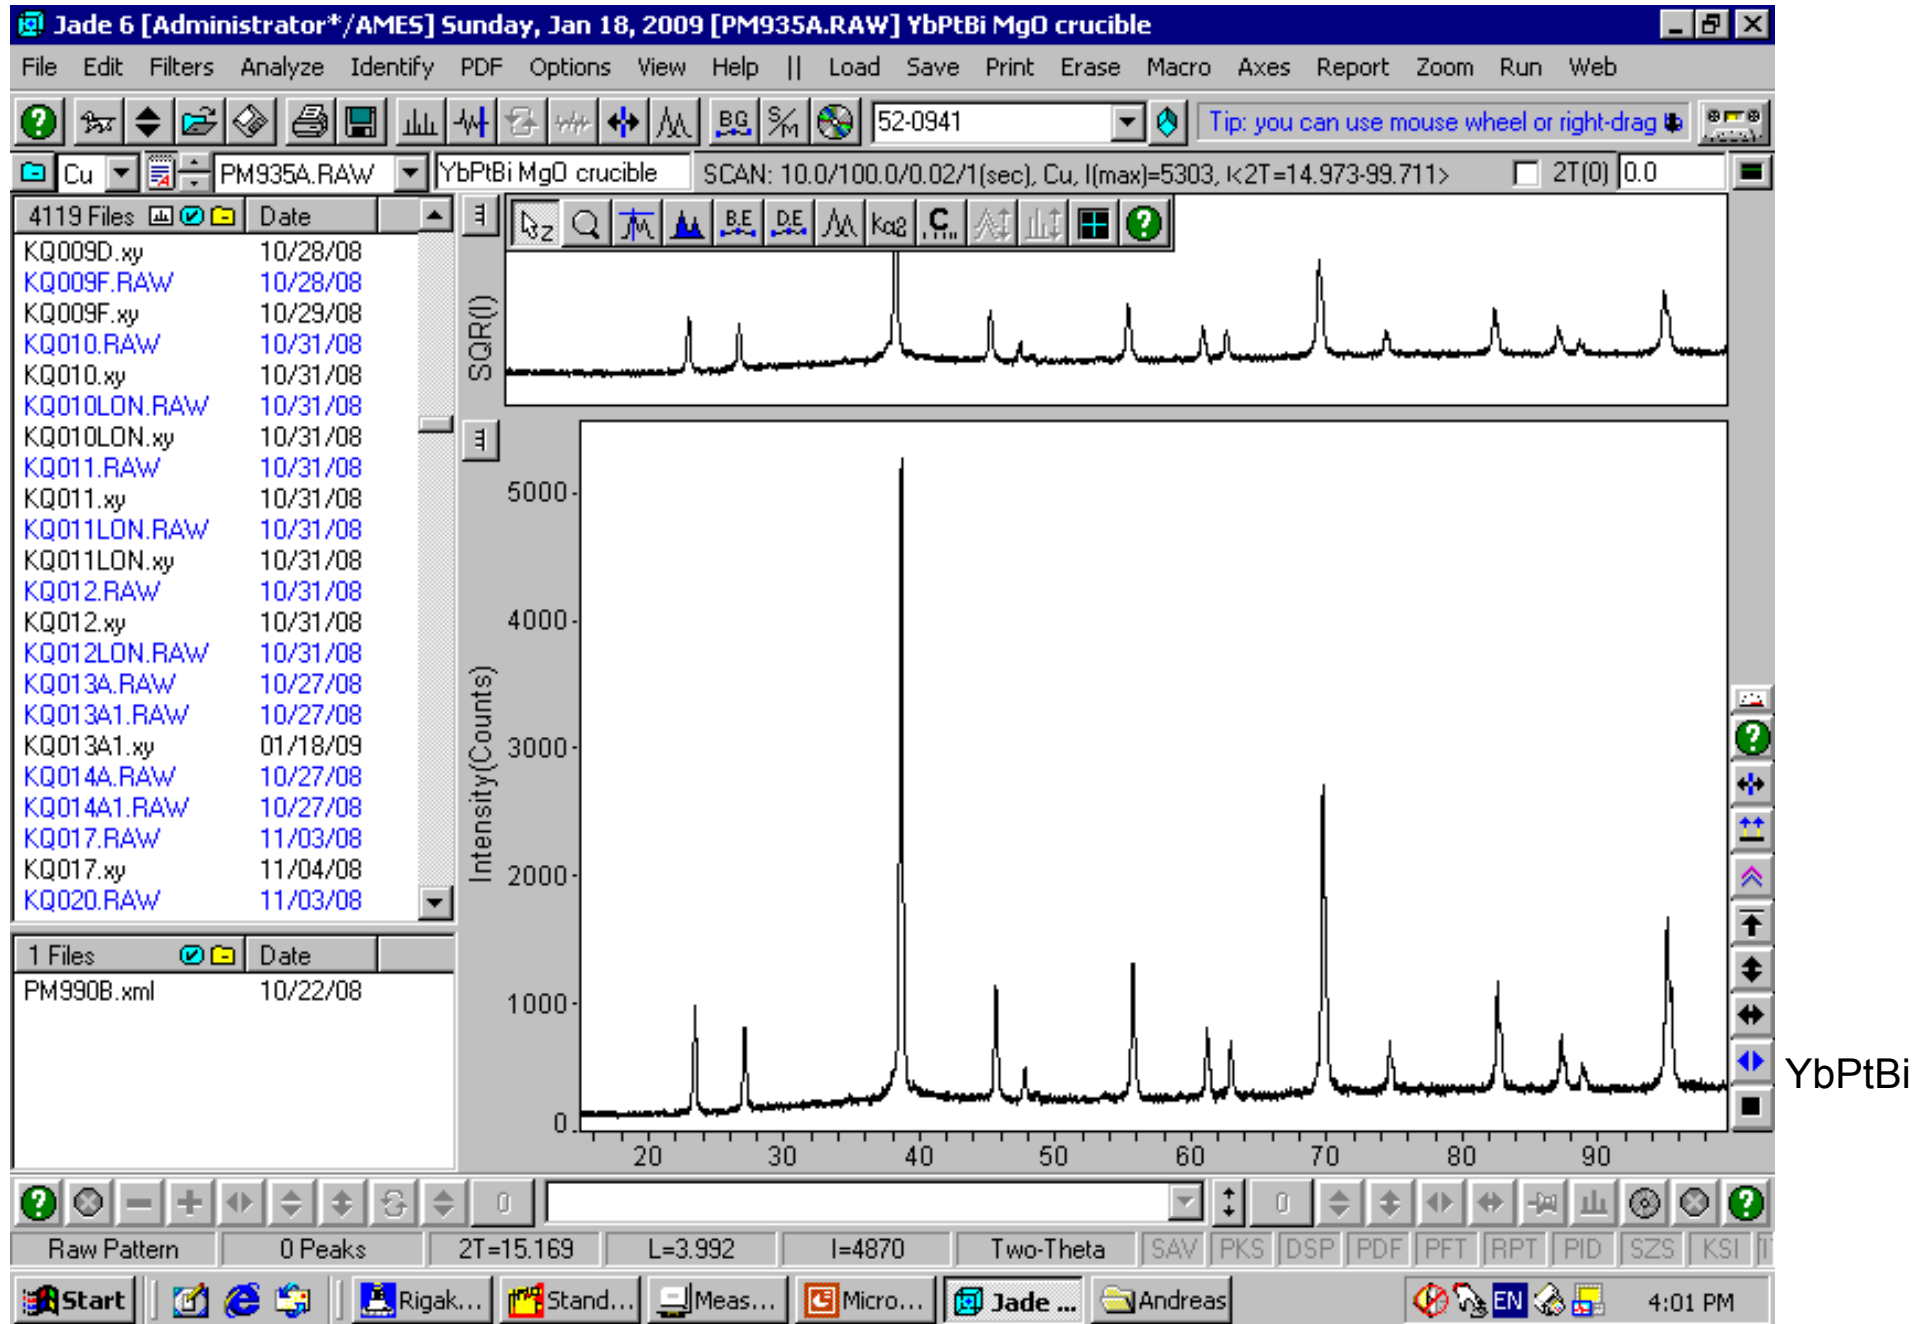 Jade 6 [Administrator*/AMES] Sunday, Jan 18, 2009 [PM935A.RAW] YbPtBi MgO crucible
File Edit Filters Analyze Identify PDF Options View Help || Load Save Print Erase Macro Axes Report Zoom Run Web
BG S/M 52-0941 Tip: you can use mouse wheel or right-drag
Cu PM935A.RAW YbPtBi MgO crucible SCAN: 10.0/100.0/0.02/1(sec), Cu, I(max)=5303, I<2T=14.973-99.711> 2T(0) 0.0
4119 Files Date
KQ009D.xy 10/28/08
KQ009F.RAW 10/28/08
KQ009F.xy 10/29/08
KQ010.RAW 10/31/08
KQ010.xy 10/31/08
KQ010LON.RAW 10/31/08
KQ010LON.xy 10/31/08
KQ011.RAW 10/31/08
KQ011.xy 10/31/08
KQ011LON.RAW 10/31/08
KQ011LON.xy 10/31/08
KQ012.RAW 10/31/08
KQ012.xy 10/31/08
KQ012LON.RAW 10/31/08
KQ013A.RAW 10/27/08
KQ013A1.RAW 10/27/08
KQ013A1.xy 01/18/09
KQ014A.RAW 10/27/08
KQ014A1.RAW 10/27/08
KQ017.RAW 11/03/08
KQ017.xy 11/04/08
KQ020.RAW 11/03/08
1 Files Date
PM990B.xml 10/22/08
Z B.E D.E Kα2 C
SQR(I)
Intensity(Counts)
5000
4000
3000
2000
1000
0
20 30 40 50 60 70 80 90
YbPtBi
0 0
Raw Pattern 0 Peaks 2T=15.169 L=3.992 I=4870 Two-Theta SAV PKS DSP PDF PFT RPT PID SZS KSI
Start Rigak... Stand... Meas... Micro... Jade ... Andreas EN 4:01 PM